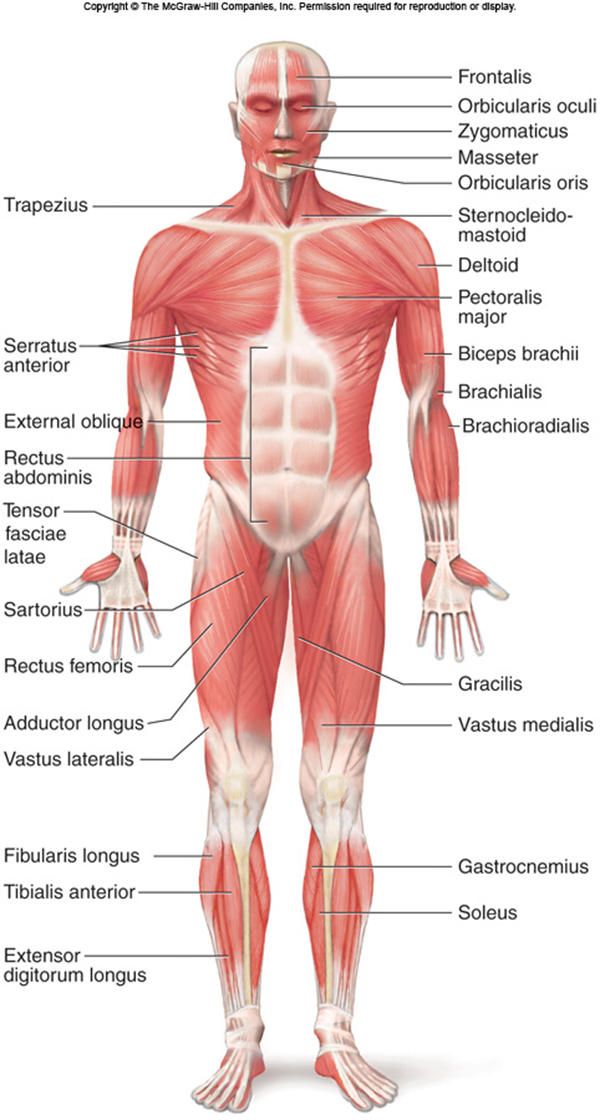 Copyright © The McGraw-Hill Companies, Inc. Permission required for reproduction or display.
Frontalis
Orbicularis oculi
Zygomaticus
Masseter
Orbicularis oris
Trapezius
Sternocleido-
mastoid
Deltoid
Pectoralis
major
Serratus
anterior
Biceps brachii
Brachialis
External oblique
Brachioradialis
Rectus
abdominis
Tensor
fasciae
latae
Sartorius
Rectus femoris
Gracilis
Adductor longus
Vastus medialis
Vastus lateralis
Fibularis longus
Gastrocnemius
Tibialis anterior
Soleus
Extensor
digitorum longus